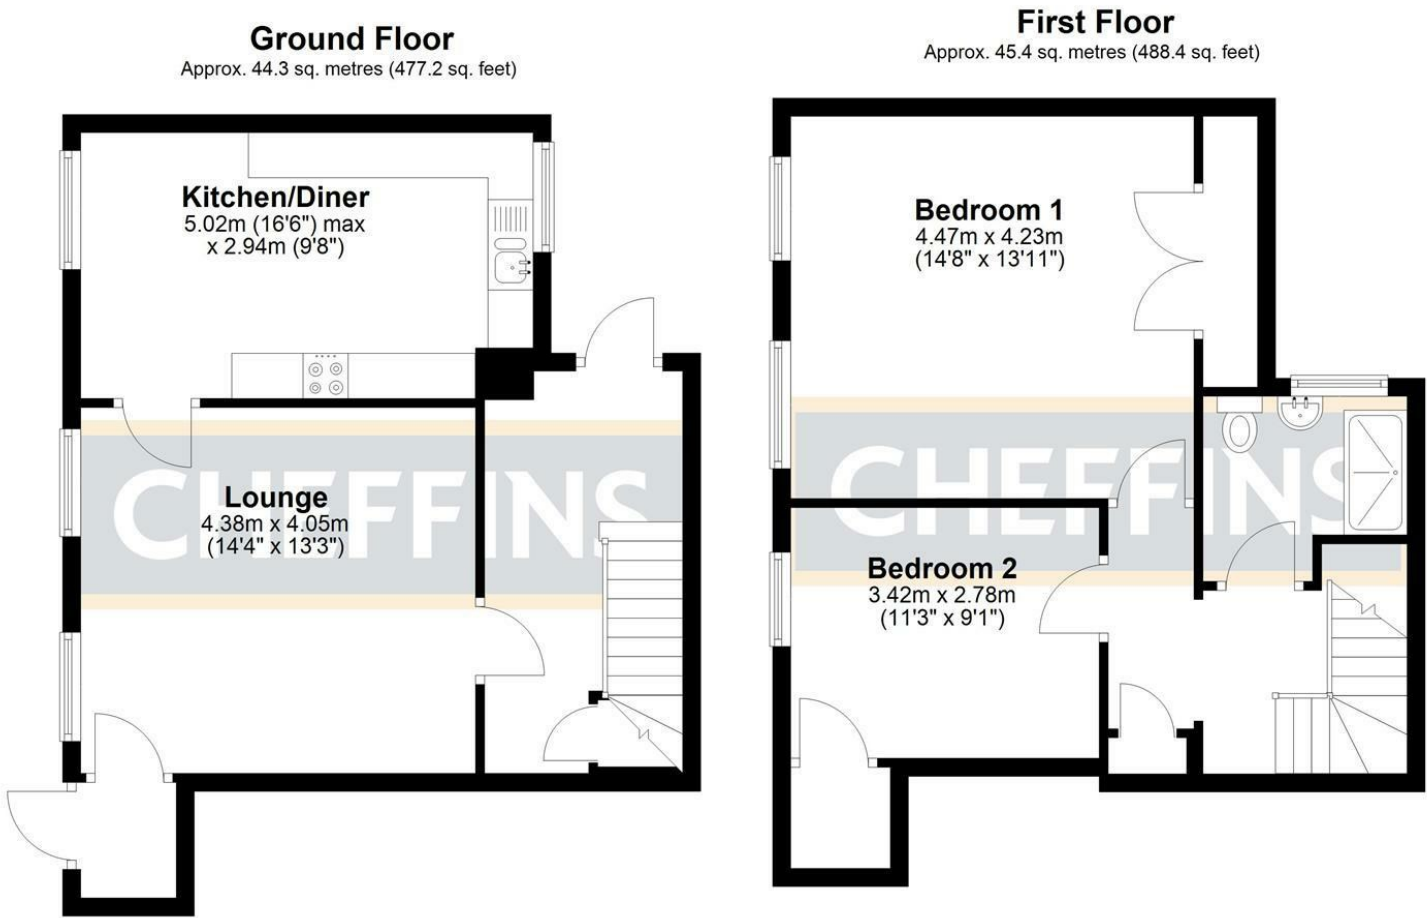 Ground Floor
Approx. 44.3 sq. metres (477.2 sq. feet)
Kitchen/Diner
5.02m (16'6") max
x 2.94m (9'8")
CHEFFINS
Lounge
4.38m x 4.05m
(14'4" x 13'3")
First Floor
Approx. 45.4 sq. metres (488.4 sq. feet)
Bedroom 1
4.47m x 4.23m
(14'8" x 13'11")
CHEFFINS
Bedroom 2
3.42m x 2.78m
(11'3" x 9'1")